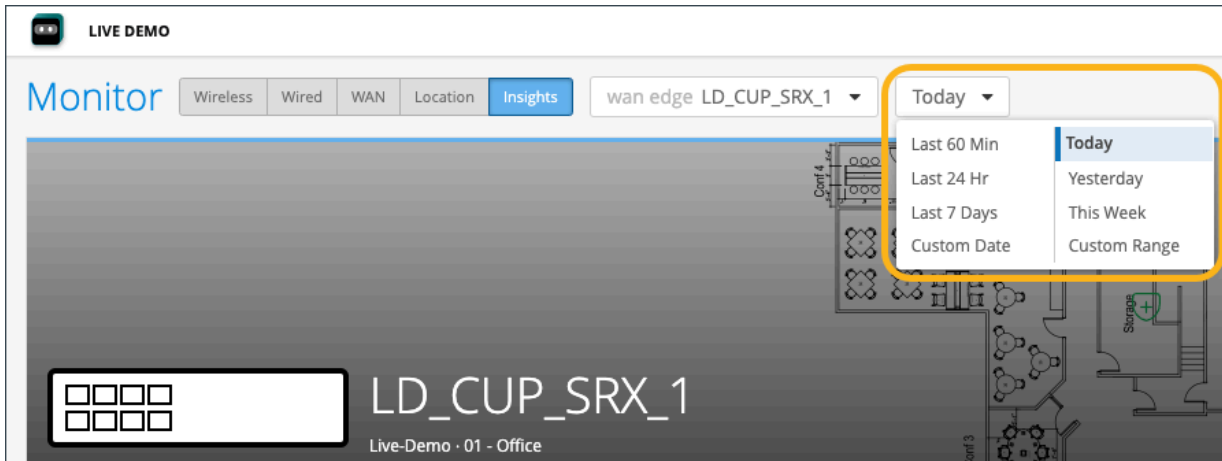 LIVE DEMO
Monitor Wireless Wired WAN Location Insights wan edge LD_CUP_SRX_1 Today
Last 60 Min Today
Last 24 Hr Yesterday
Last 7 Days This Week
Custom Date Custom Range
Conf 4
Storage
LD_CUP_SRX_1
Live-Demo · 01 - Office
Conf 3